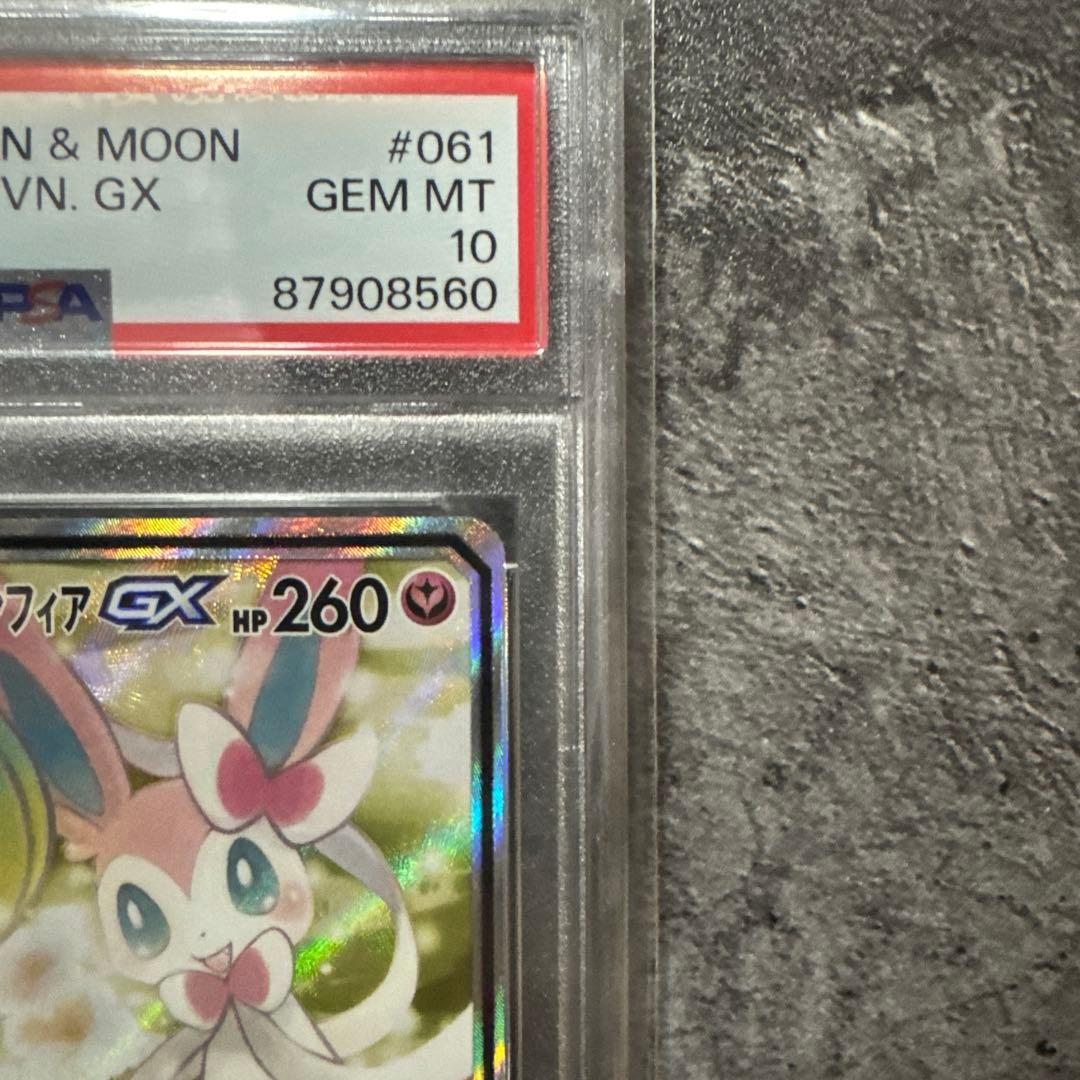 N & MOON #061
VN. GX GEM MT
10
PSA 87908560
フィア GX HP 260